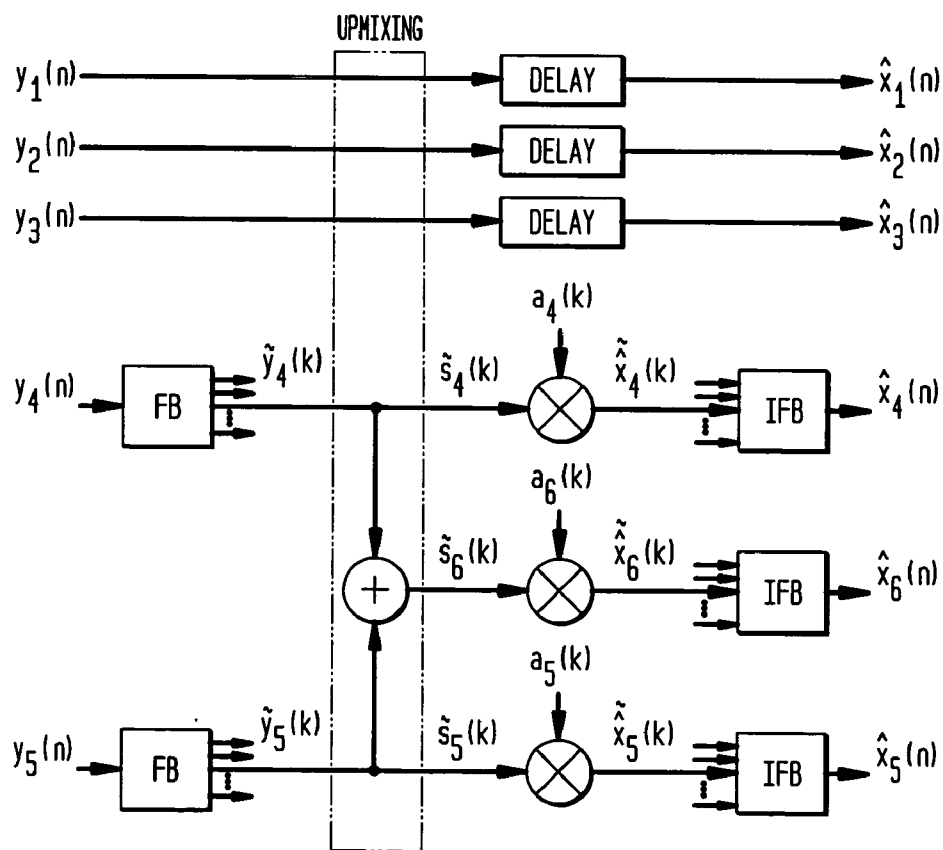 UPMIXING
y₁(n) DELAY x̂₁(n)
y₂(n) DELAY x̂₂(n)
y₃(n) DELAY x̂₃(n)
a₄(k)
y₄(n) FB ỹ₄(k) s̃₄(k) x̂̃₄(k) IFB x̂₄(n)
a₆(k)
+ s̃₆(k) x̂̃₆(k) IFB x̂₆(n)
a₅(k)
y₅(n) FB ỹ₅(k) s̃₅(k) x̂̃₅(k) IFB x̂₅(n)